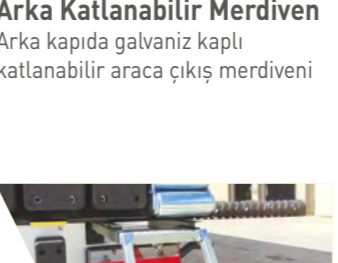 Arka Katlanabilir Merdiven
Arka kapıda galvaniz kaplı
katlanabilir araca çıkış merdiveni